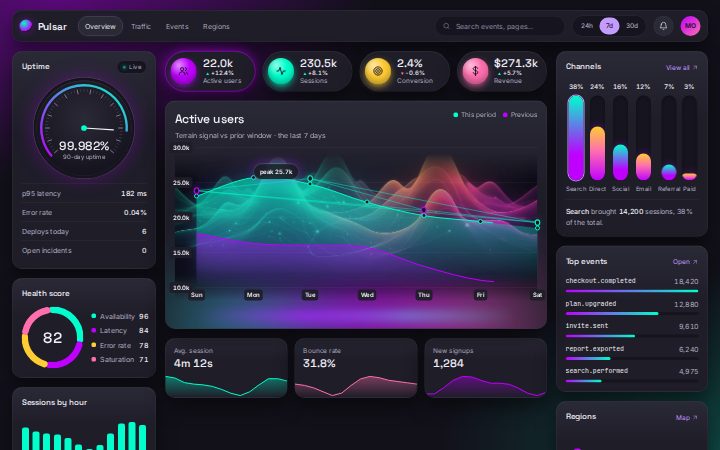 Pulsar
Overview
Traffic
Events
Regions
Search events, pages...
24h
7d
30d
MO
Uptime
Live
99.982%
90-day uptime
p95 latency 182 ms
Error rate 0.04%
Deploys today 6
Open incidents 0
Health score
82
Availability 96
Latency 84
Error rate 78
Saturation 71
Sessions by hour
22.0k
+12.4%
Active users
230.5k
+8.1%
Sessions
2.4%
-0.6%
Conversion
$271.3k
+5.7%
Revenue
Active users
This period
Previous
Terrain signal vs prior window · the last 7 days
30.0k
25.0k
20.0k
15.0k
10.0k
peak 25.7k
Sun Mon Tue Wed Thu Fri Sat
Avg. session
4m 12s
Bounce rate
31.8%
New signups
1,284
Channels
View all ↗
38% 24% 16% 12% 7% 3%
Search Direct Social Email Referral Paid
Search brought 14,200 sessions, 38%
of the total.
Top events
Open ↗
checkout.completed 18,420
plan.upgraded 12,880
invite.sent 9,610
report.exported 6,240
search.performed 4,975
Regions
Map ↗